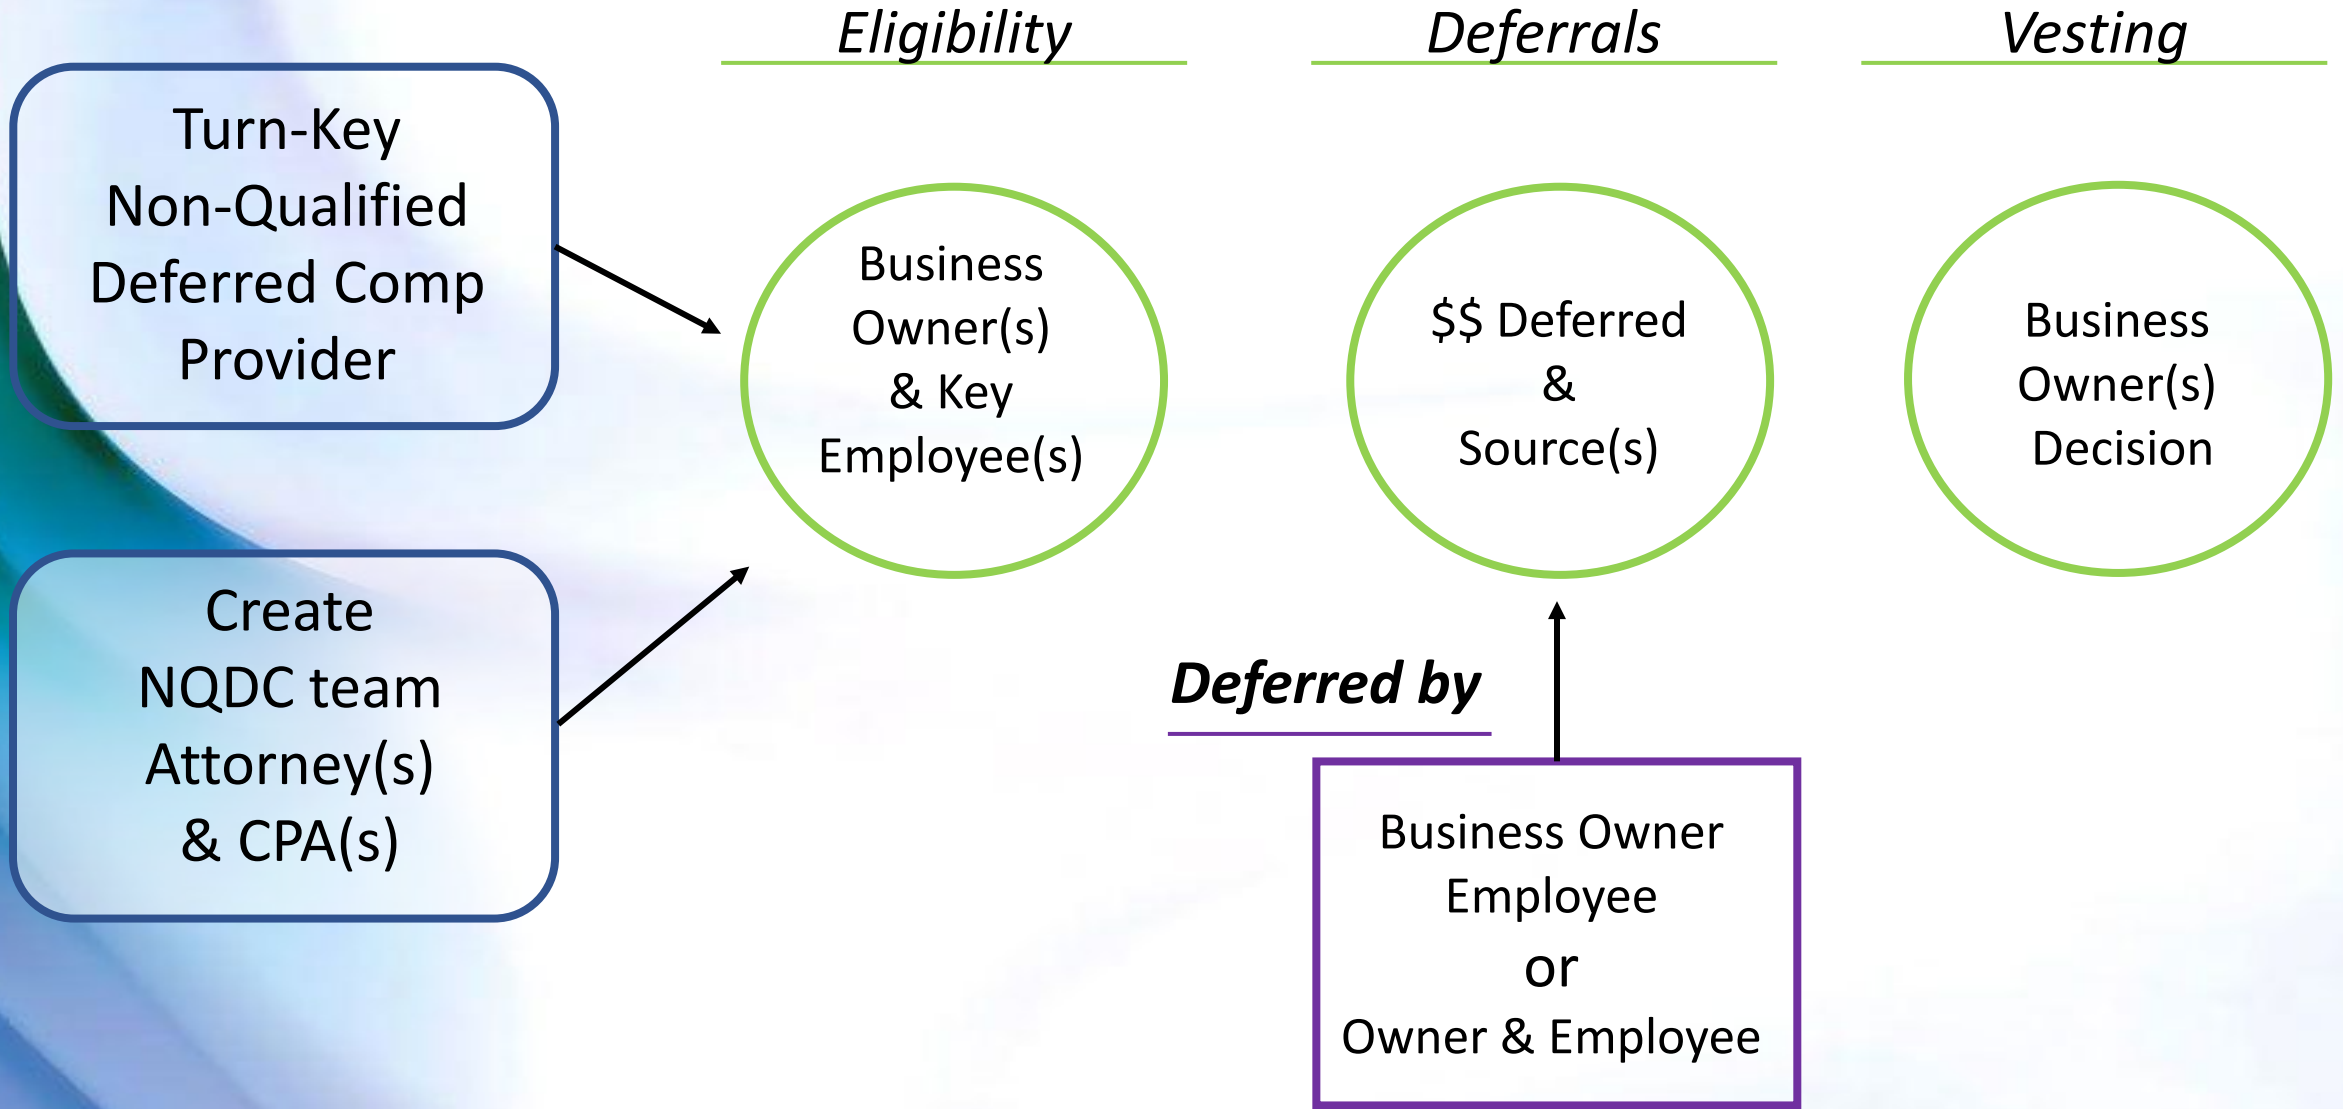 Eligibility
Deferrals
Vesting
Turn-Key
Non-Qualified
Deferred Comp
Provider
Business
Owner(s)
& Key
Employee(s)
$$ Deferred
&
Source(s)
Business
Owner(s)
Decision
Create
NQDC team
Attorney(s)
& CPA(s)
Deferred by
Business Owner
Employee
or
Owner & Employee